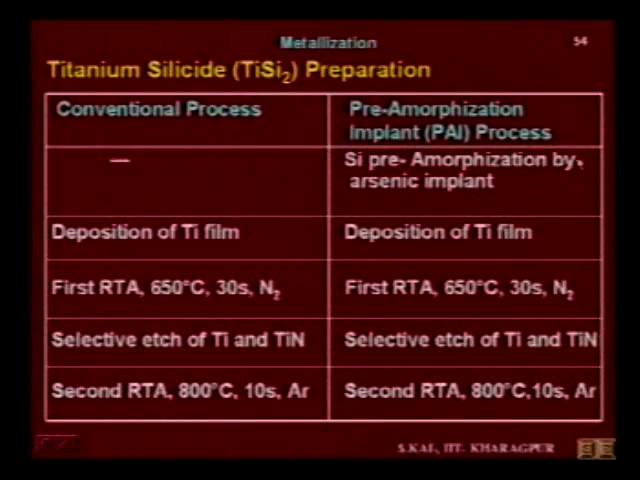 Metallization
54
Titanium Silicide (TiSi2) Preparation
Conventional Process
Pre-Amorphization
Implant (PAI) Process
—
Si pre- Amorphization by
arsenic implant
Deposition of Ti film
Deposition of Ti film
First RTA, 650°C, 30s, N2
First RTA, 650°C, 30s, N2
Selective etch of Ti and TiN
Selective etch of Ti and TiN
Second RTA, 800°C, 10s, Ar
Second RTA, 800°C,10s, Ar
S.KAL, IIT- KHARAGPUR